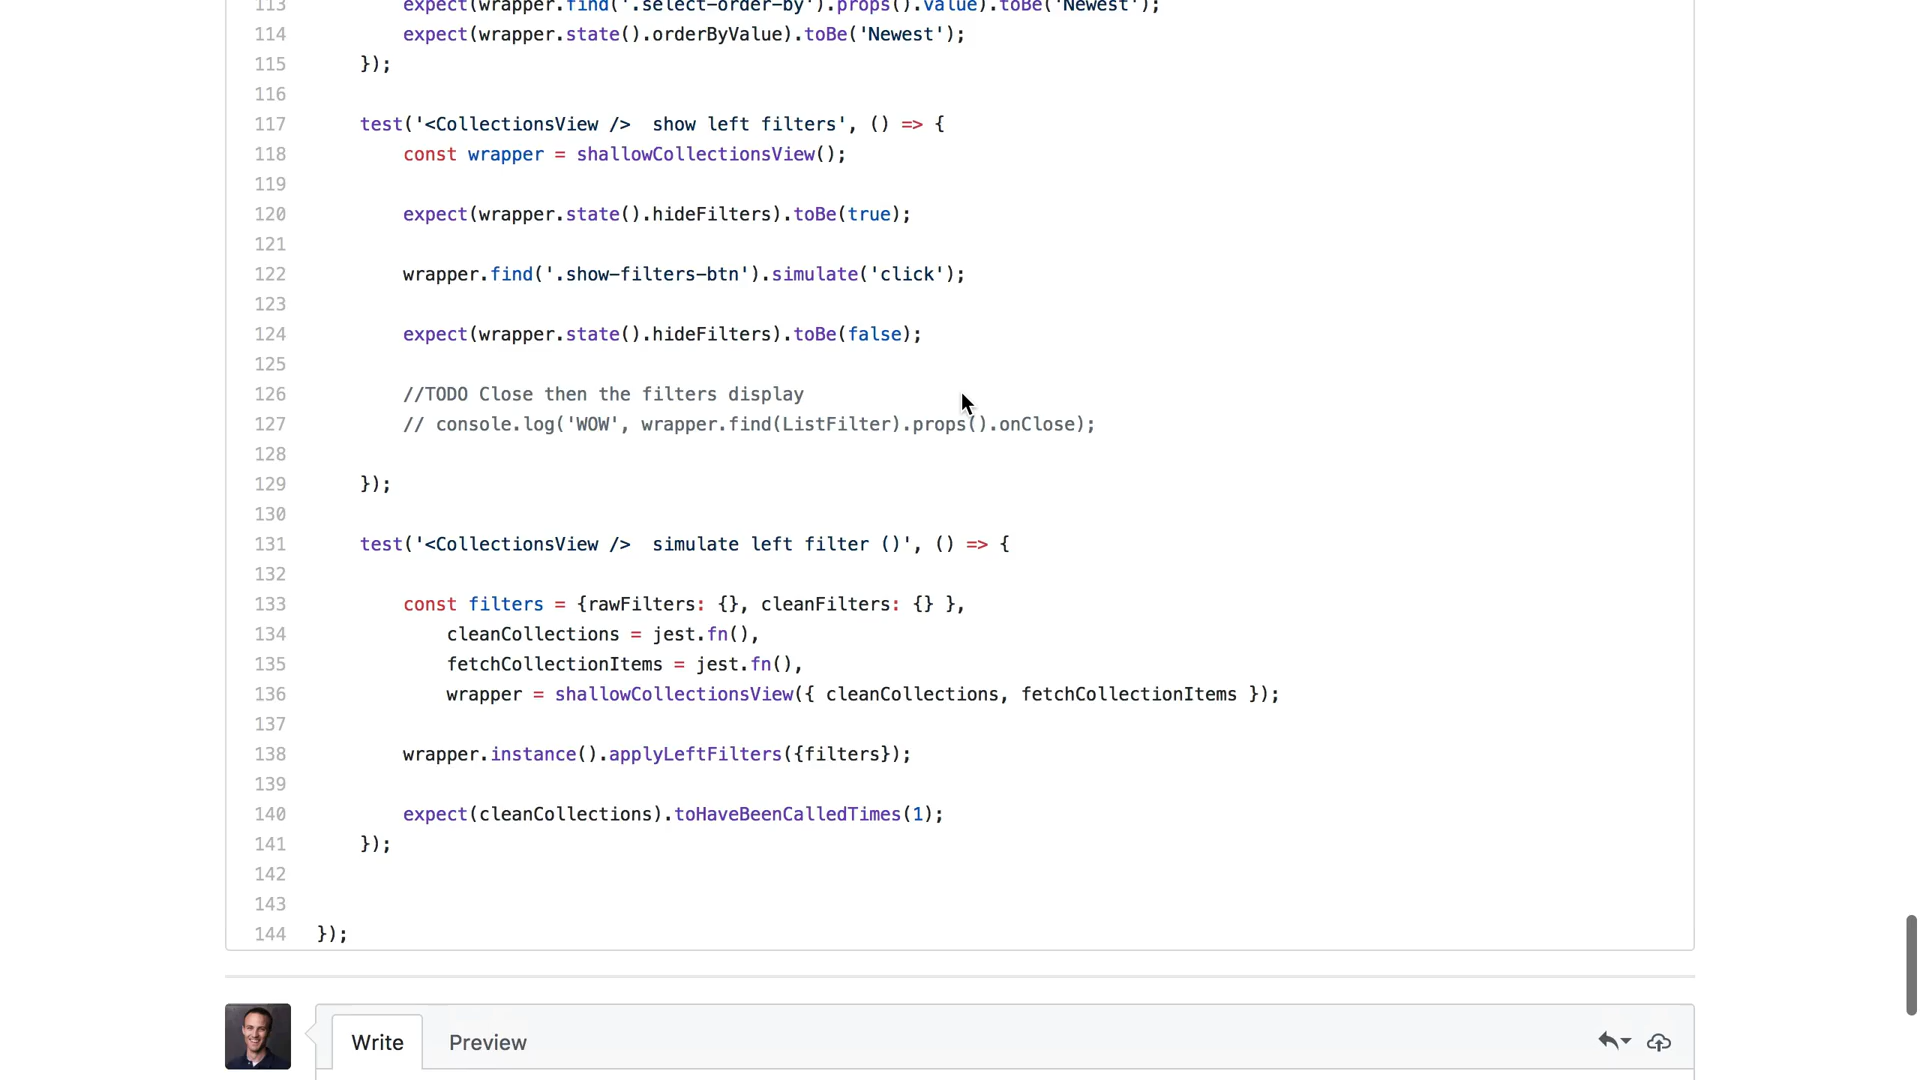 113 expect(wrapper.find('.select-order-by').props().value).toBe('Newest');
114 expect(wrapper.state().orderByValue).toBe('Newest');
115 });
116
117 test('<CollectionsView />  show left filters', () => {
118 const wrapper = shallowCollectionsView();
119
120 expect(wrapper.state().hideFilters).toBe(true);
121
122 wrapper.find('.show-filters-btn').simulate('click');
123
124 expect(wrapper.state().hideFilters).toBe(false);
125
126 //TODO Close then the filters display
127 // console.log('WOW', wrapper.find(ListFilter).props().onClose);
128
129 });
130
131 test('<CollectionsView />  simulate left filter ()', () => {
132
133 const filters = {rawFilters: {}, cleanFilters: {} },
134 cleanCollections = jest.fn(),
135 fetchCollectionItems = jest.fn(),
136 wrapper = shallowCollectionsView({ cleanCollections, fetchCollectionItems });
137
138 wrapper.instance().applyLeftFilters({filters});
139
140 expect(cleanCollections).toHaveBeenCalledTimes(1);
141 });
142
143
144 });
Write Preview